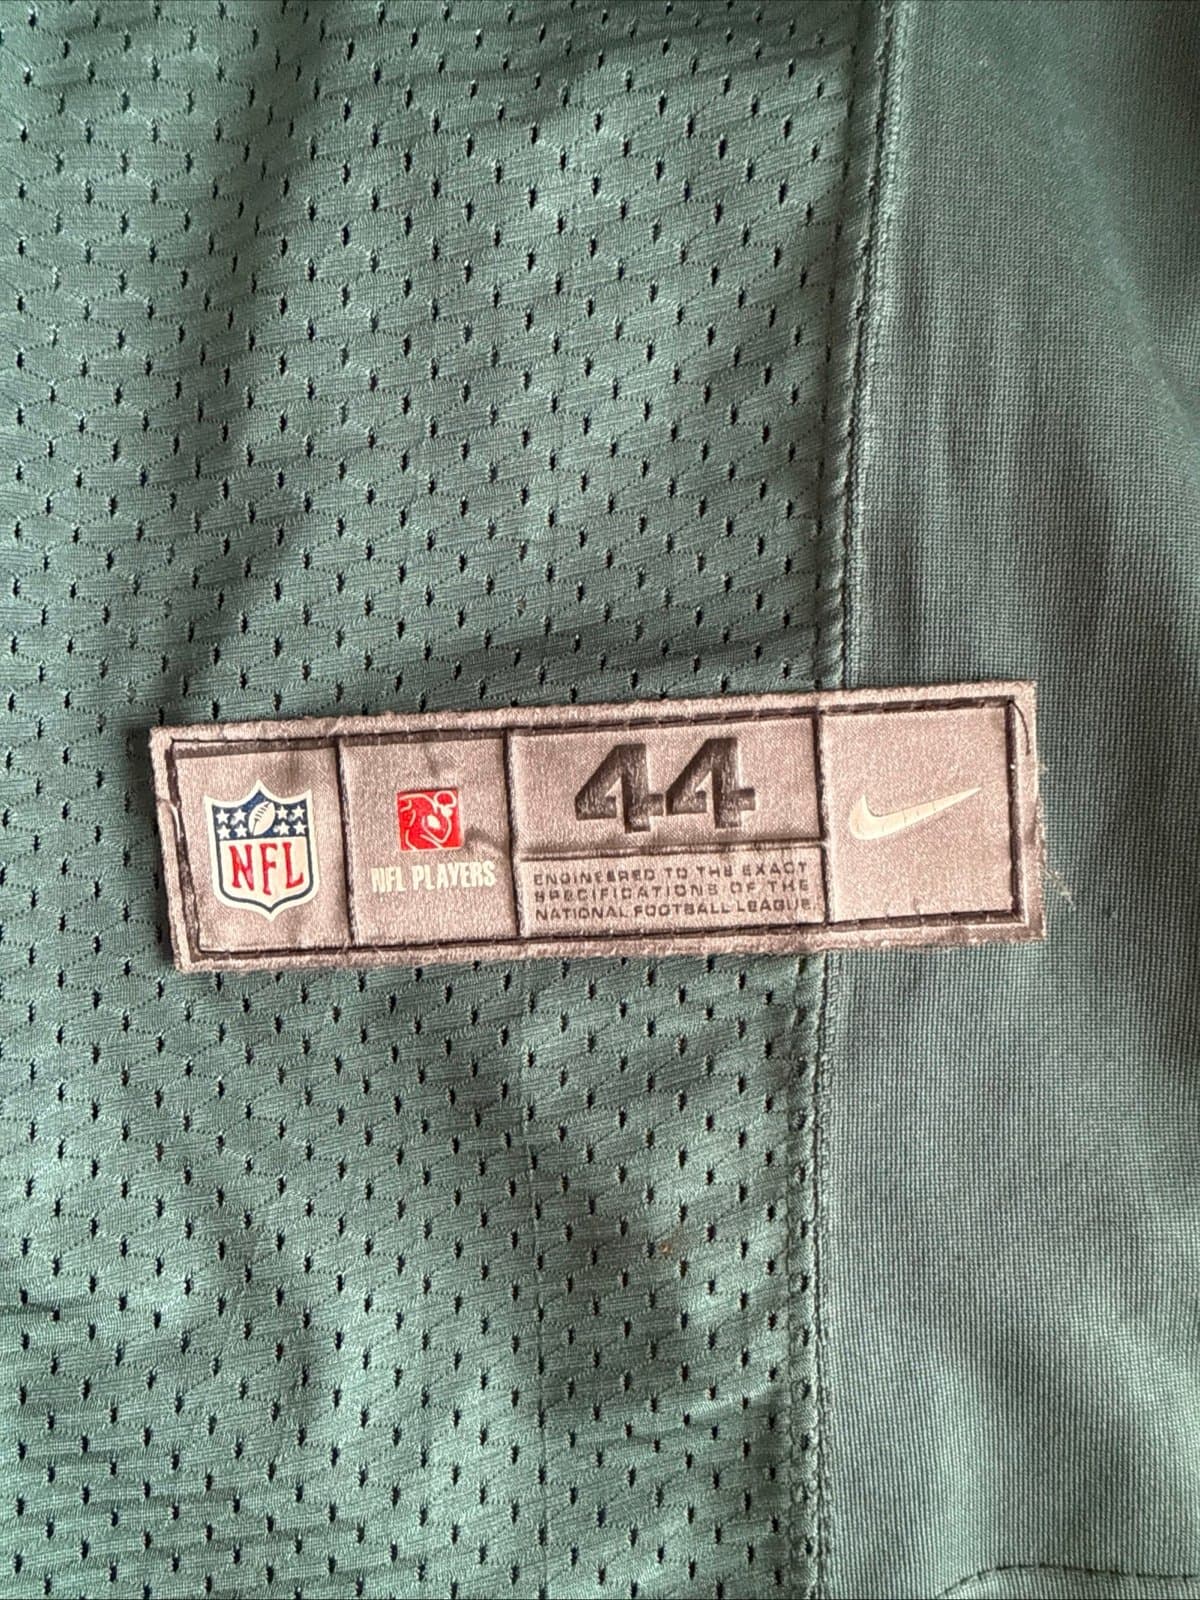 NFL
NFL PLAYERS
44
ENGINEERED TO THE EXACT
SPECIFICATIONS OF THE
NATIONAL FOOTBALL LEAGUE.